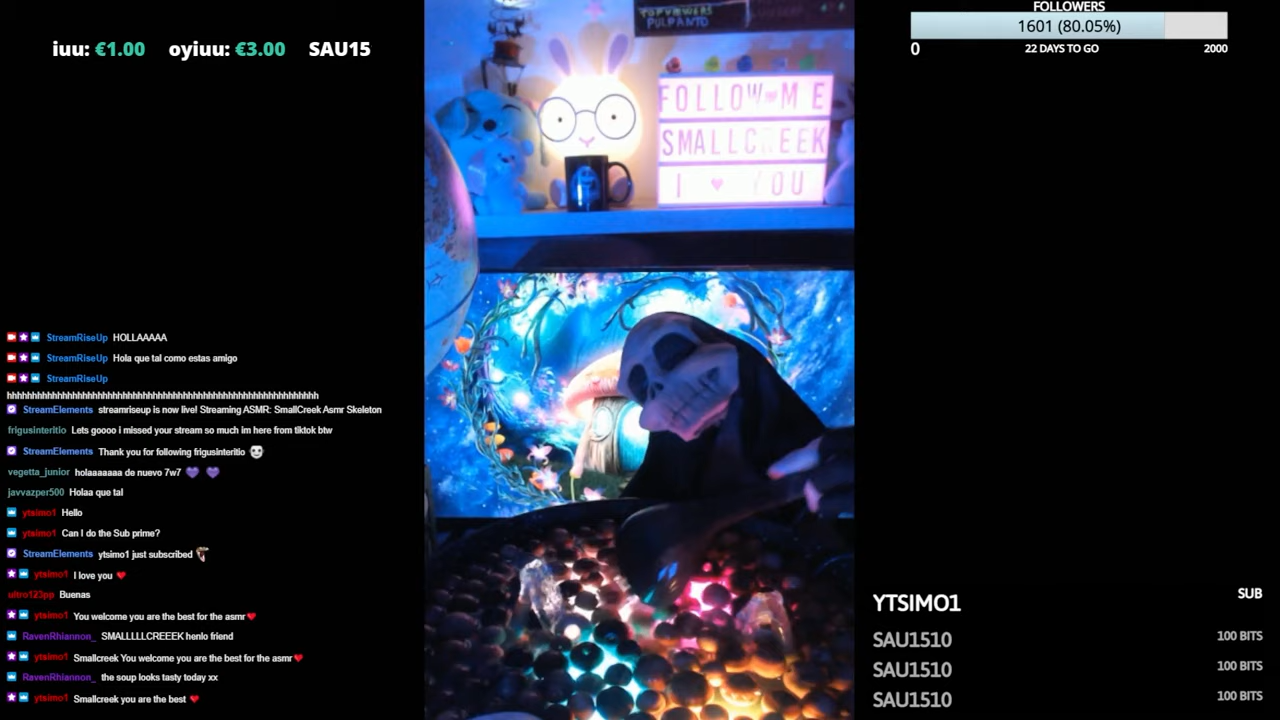 iuu: €1.00 oyiuu: €3.00 SAU15
FOLLOWERS
1601 (80.05%)
0 22 DAYS TO GO 2000
TOPVIEWERS
PULPANTO
FOLLOW ME
SMALLCREEK
I ♥ YOU
StreamRiseUp HOLLAAAAA
StreamRiseUp Hola que tal como estas amigo
StreamRiseUp
hhhhhhhhhhhhhhhhhhhhhhhhhhhhhhhhhhhhhhhhhhhhhhhhhhhhhhhhhhhhhh
StreamElements streamriseup is now live! Streaming ASMR: SmallCreek Asmr Skeleton
frigusinteritio Lets goooo i missed your stream so much im here from tiktok btw
StreamElements Thank you for following frigusinteritio
vegetta_junior holaaaaaaa de nuevo 7w7 💜 💜
javvazper500 Holaa que tal
ytsimo1 Hello
ytsimo1 Can I do the Sub prime?
StreamElements ytsimo1 just subscribed
ytsimo1 I love you ❤
ultro123pp Buenas
ytsimo1 You welcome you are the best for the asmr❤
RavenRhiannon_ SMALLLLLCREEEK henlo friend
ytsimo1 Smallcreek You welcome you are the best for the asmr❤
RavenRhiannon_ the soup looks tasty today xx
ytsimo1 Smallcreek you are the best ❤
YTSIMO1 SUB
SAU1510 100 BITS
SAU1510 100 BITS
SAU1510 100 BITS